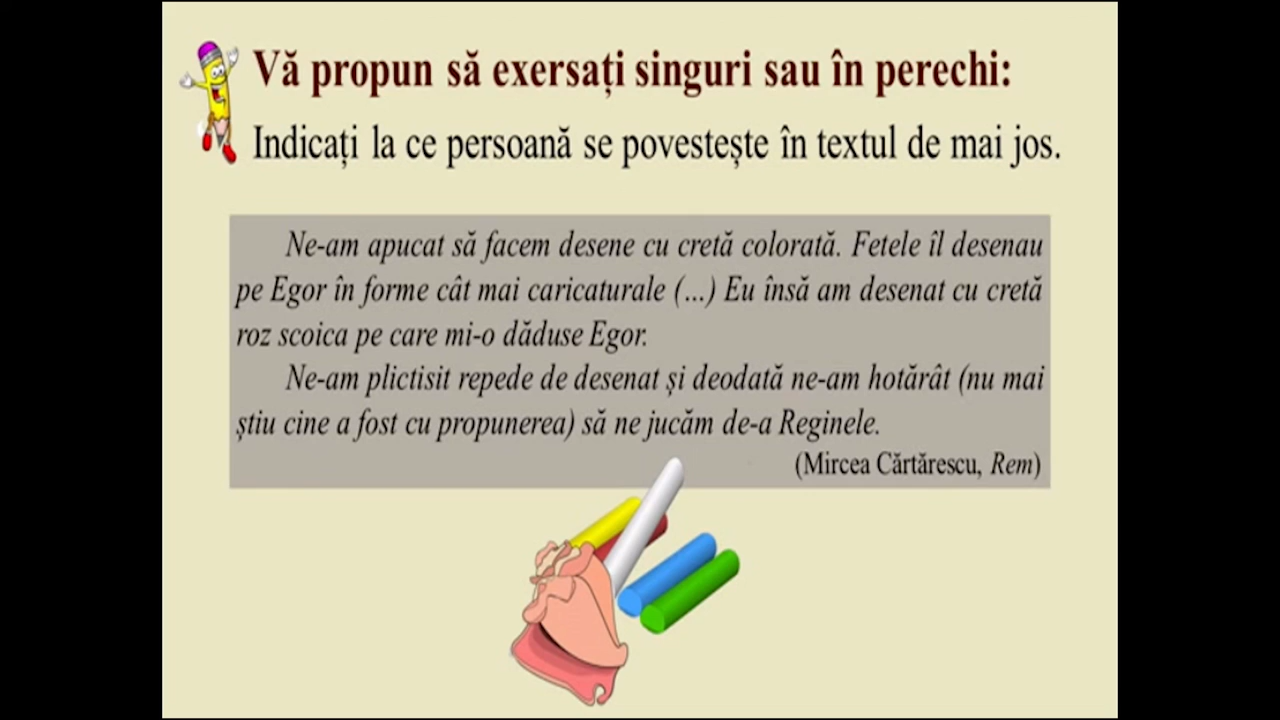 Vă propun să exersați singuri sau în perechi:
Indicați la ce persoană se povestește în textul de mai jos.
Ne-am apucat să facem desene cu cretă colorată. Fetele îl desenau
pe Egor în forme cât mai caricaturale (...) Eu însă am desenat cu cretă
roz scoica pe care mi-o dăduse Egor.
Ne-am plictisit repede de desenat și deodată ne-am hotărât (nu mai
știu cine a fost cu propunerea) să ne jucăm de-a Reginele.
(Mircea Cărtărescu, Rem)